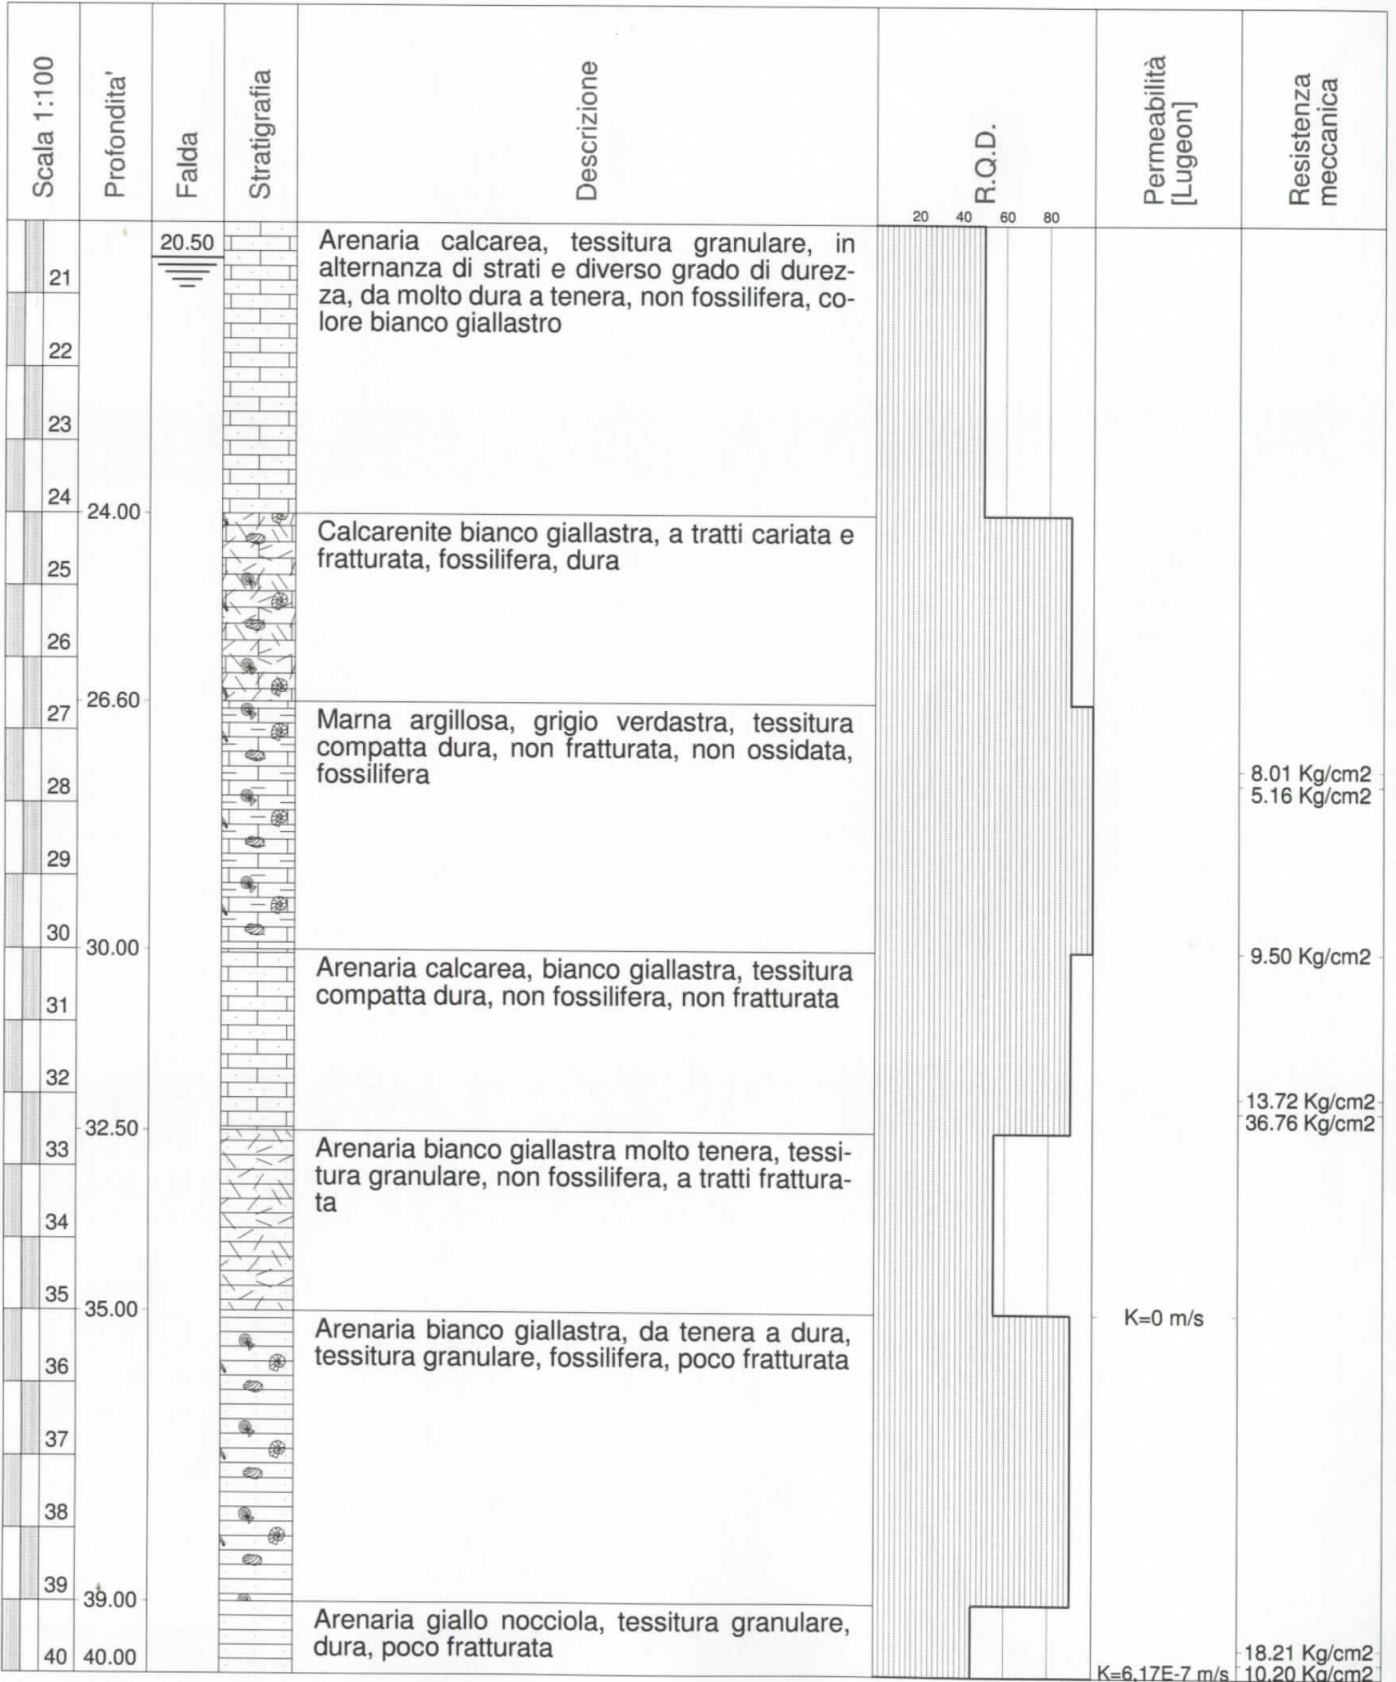 Scala 1:100
Profondita'
Falda
Stratigrafia
Descrizione
R.Q.D.
20 40 60 80
Permeabilità
[Lugeon]
Resistenza
meccanica
20.50
Arenaria calcarea, tessitura granulare, in
alternanza di strati e diverso grado di durez-
za, da molto dura a tenera, non fossilifera, co-
lore bianco giallastro
21
22
23
24
24.00
Calcarenite bianco giallastra, a tratti cariata e
fratturata, fossilifera, dura
25
26
26.60
27
Marna argillosa, grigio verdastra, tessitura
compatta dura, non fratturata, non ossidata,
fossilifera
8.01 Kg/cm2
5.16 Kg/cm2
28
29
30
30.00
9.50 Kg/cm2
Arenaria calcarea, bianco giallastra, tessitura
compatta dura, non fossilifera, non fratturata
31
32
13.72 Kg/cm2
36.76 Kg/cm2
32.50
33
Arenaria bianco giallastra molto tenera, tessi-
tura granulare, non fossilifera, a tratti frattura-
ta
34
35
35.00
K=0 m/s
Arenaria bianco giallastra, da tenera a dura,
tessitura granulare, fossilifera, poco fratturata
36
37
38
39
39.00
Arenaria giallo nocciola, tessitura granulare,
dura, poco fratturata
40
40.00
18.21 Kg/cm2
K=6,17E-7 m/s
10.20 Kg/cm2